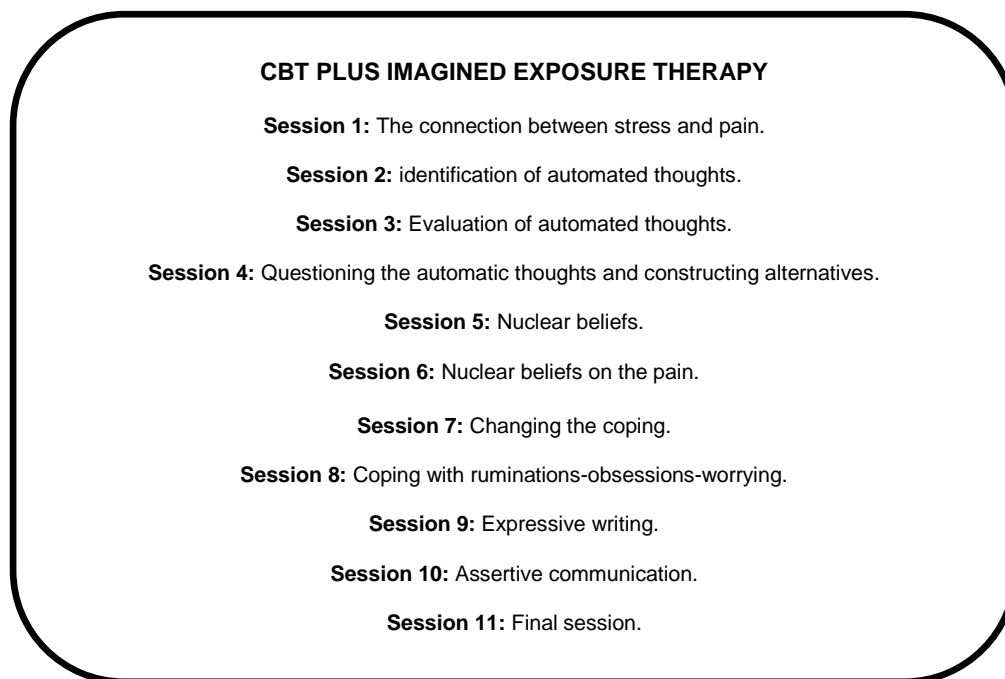 CBT PLUS IMAGINED EXPOSURE THERAPY
Session 1: The connection between stress and pain.
Session 2: identification of automated thoughts.
Session 3: Evaluation of automated thoughts.
Session 4: Questioning the automatic thoughts and constructing alternatives.
Session 5: Nuclear beliefs.
Session 6: Nuclear beliefs on the pain.
Session 7: Changing the coping.
Session 8: Coping with ruminations-obsessions-worrying.
Session 9: Expressive writing.
Session 10: Assertive communication.
Session 11: Final session.